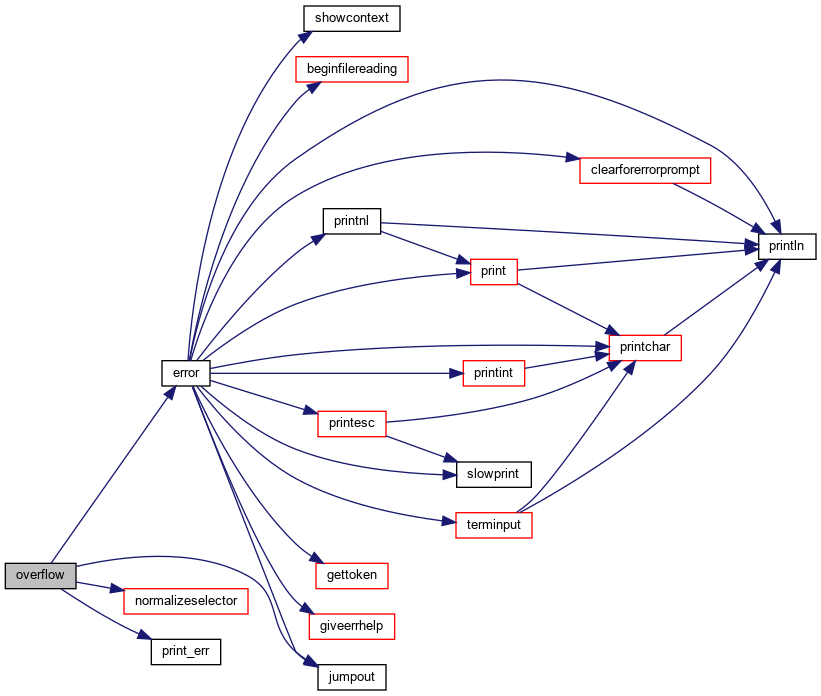 showcontext
beginfilereading
clearforerrorprompt
printnl
println
print
printchar
error
printint
printesc
slowprint
terminput
overflow
gettoken
normalizeselector
giveerrhelp
print_err
jumpout